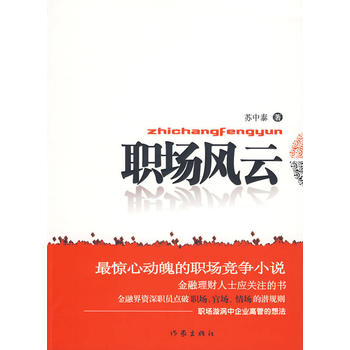 苏中泰 著
zhichangfengyun
职场风云
最惊心动魄的职场竞争小说
金融理财人士应关注的书
金融界资深职员点破职场、官场、情场的潜规则
职场漩涡中企业高管的想法
作家出版社